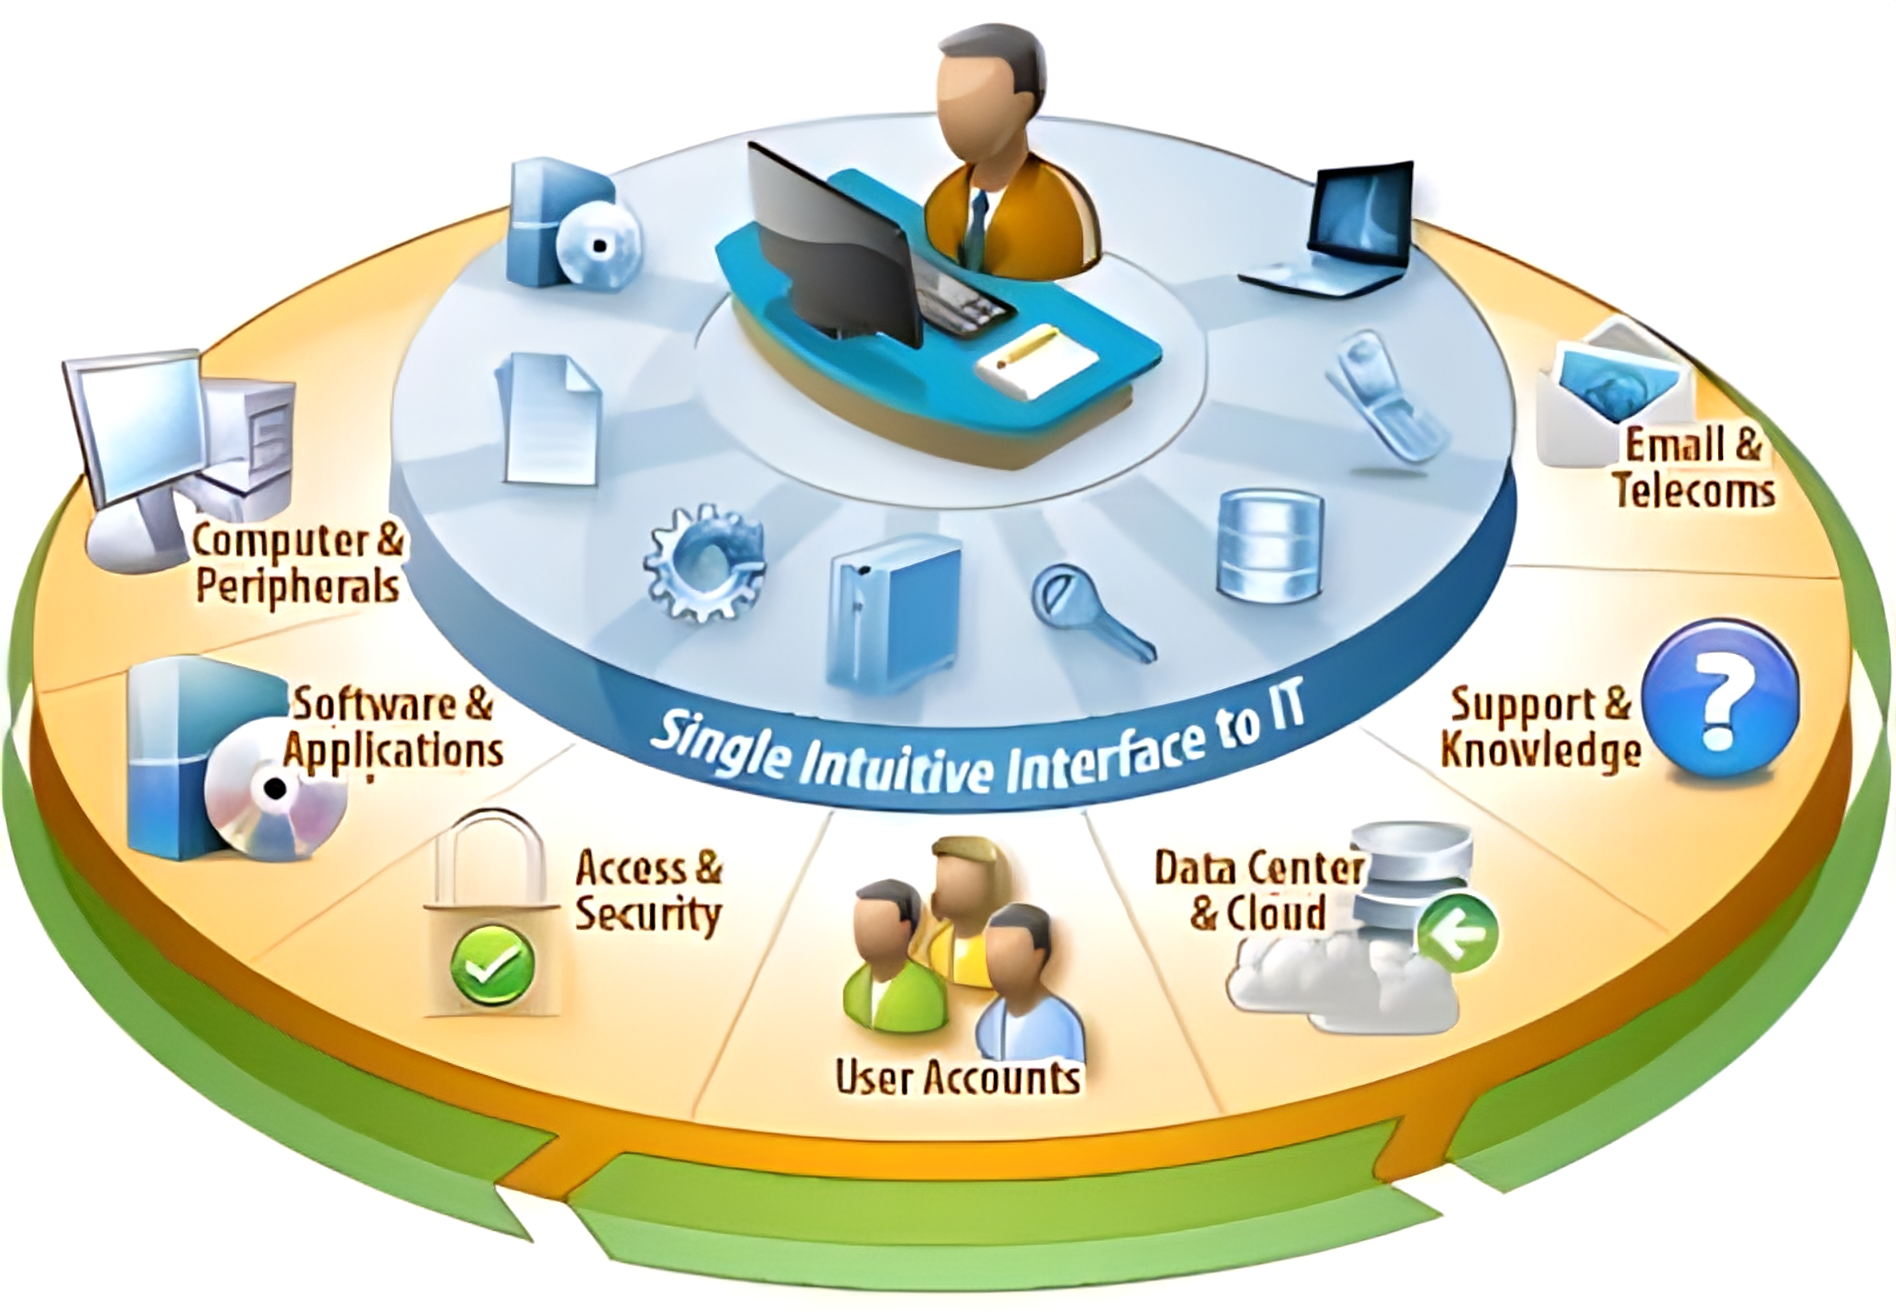 Email &
Telecoms
Computer &
Peripherals
Single Intuitive Interface to IT
Support &
Knowledge
Software &
Applications
Access &
Security
Data Center
& Cloud
User Accounts